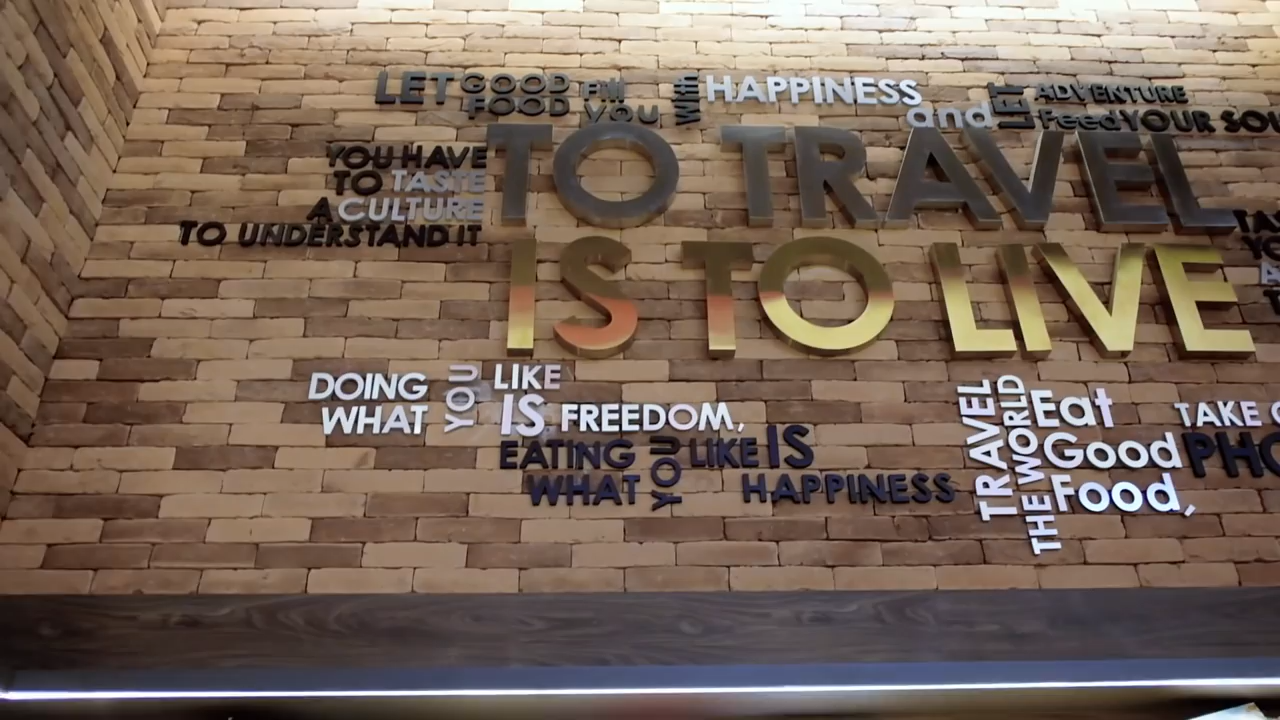 LET GOOD FOOD Fill you with HAPPINESS and LET ADVENTURE Feed YOUR
YOU HAVE
TO TASTE
A CULTURE
TO UNDERSTAND IT
TO TRAVEL
IS TO LIVE
DOING WHAT YOU LIKE IS FREEDOM,
EATING WHAT YOU LIKE IS HAPPINESS
TRAVEL THE WORLD
Eat
Good
Food,
TAKE